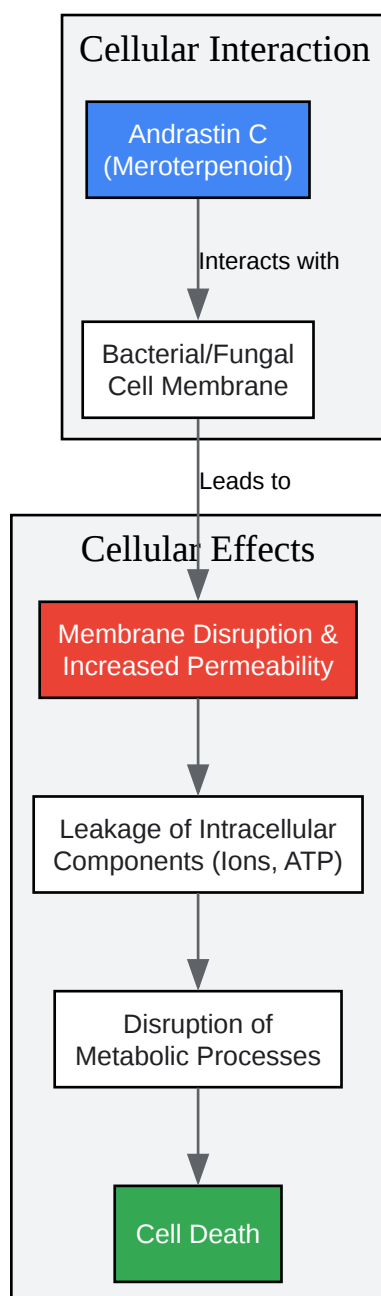 Cellular Interaction
Andrastin C
(Meroterpenoid)
Interacts with
Bacterial/Fungal
Cell Membrane
Leads to
Cellular Effects
Membrane Disruption &
Increased Permeability
Leakage of Intracellular
Components (Ions, ATP)
Disruption of
Metabolic Processes
Cell Death